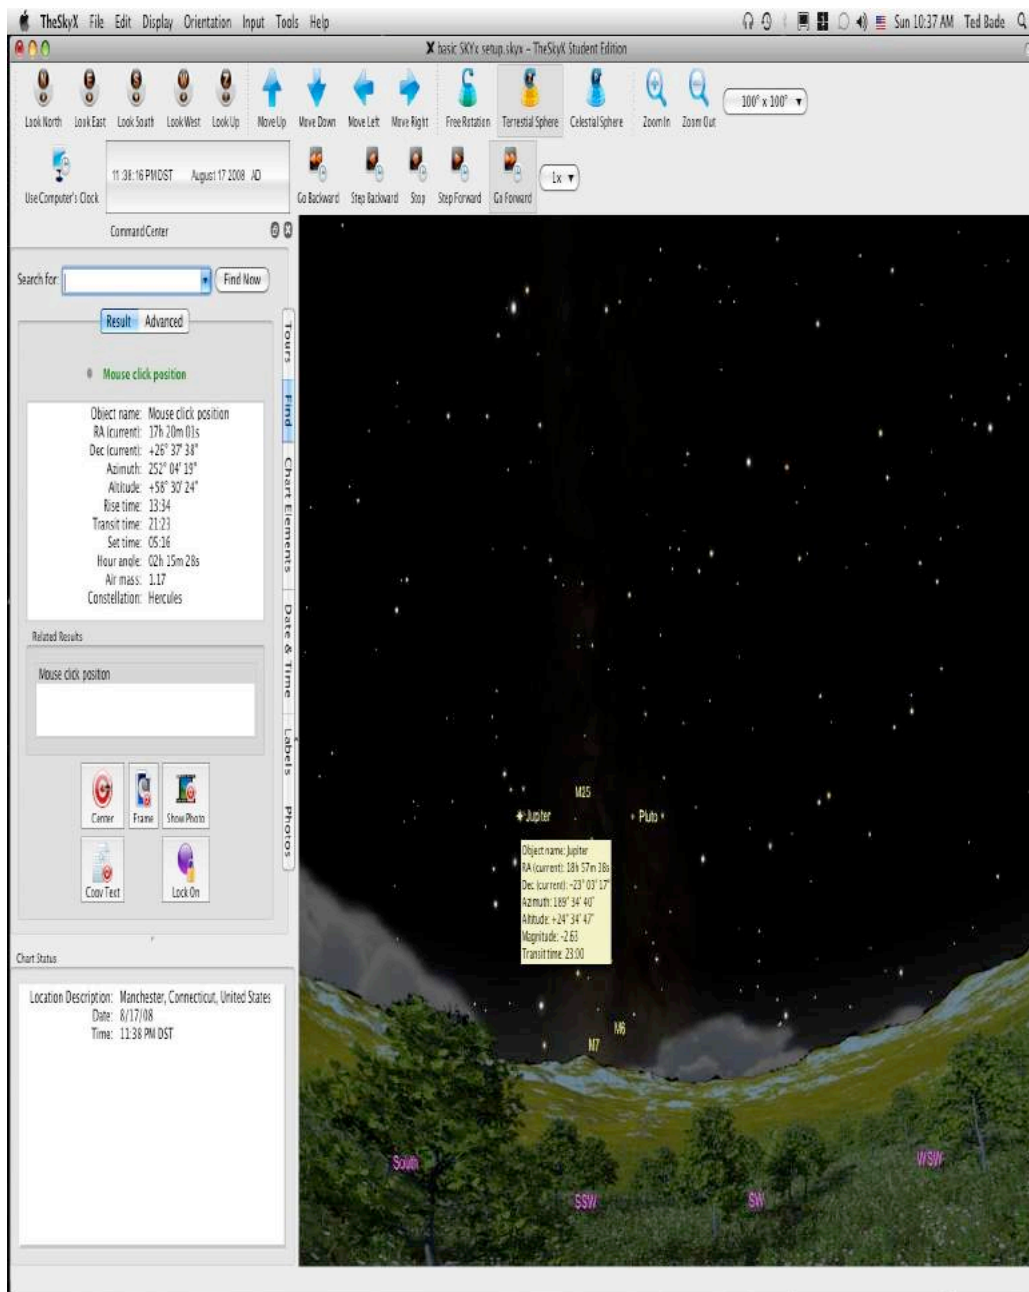 TheSkyX File Edit Display Orientation Input Tools Help Sun 10:37 AM Ted Bade
X basic SKYx setup.skyx – TheSkyX Student Edition
N E S W Z
Look North Look East Look South Look West Look Up Move Up Move Down Move Left Move Right Free Rotation Terrestial Sphere Celestial Sphere Zoom In Zoom Out 100° x 100°
11:38:16 PM DST August 17 2008 AD 1x
Use Computer's Clock Go Backward Step Backward Stop Step Forward Go Forward
Command Center
Search for: Find Now
Result Advanced
Mouse click position
Object name: Mouse click position
RA (current): 17h 20m 01s
Dec (current): +26° 37' 38"
Azimuth: 252° 04' 19"
Altitude: +58° 30' 24"
Rise time: 13:34
Transit time: 21:23
Set time: 05:16
Hour angle: 02h 15m 28s
Air mass: 1.17
Constellation: Hercules
Related Results
Mouse click position
Center Frame Show Photo
Copy Text Lock On
Tours
Find
Chart Elements
Date & Time
Labels
Photos
Chart Status
Location Description: Manchester, Connecticut, United States
Date: 8/17/08
Time: 11:38 PM DST
M25
Jupiter Pluto
Object name: Jupiter
RA (current): 18h 57m 38s
Dec (current): -23° 03' 17"
Azimuth: 189° 34' 40"
Altitude: +24° 34' 47"
Magnitude: -2.63
Transit time 23:00
M6
M7
South SSW SW WSW